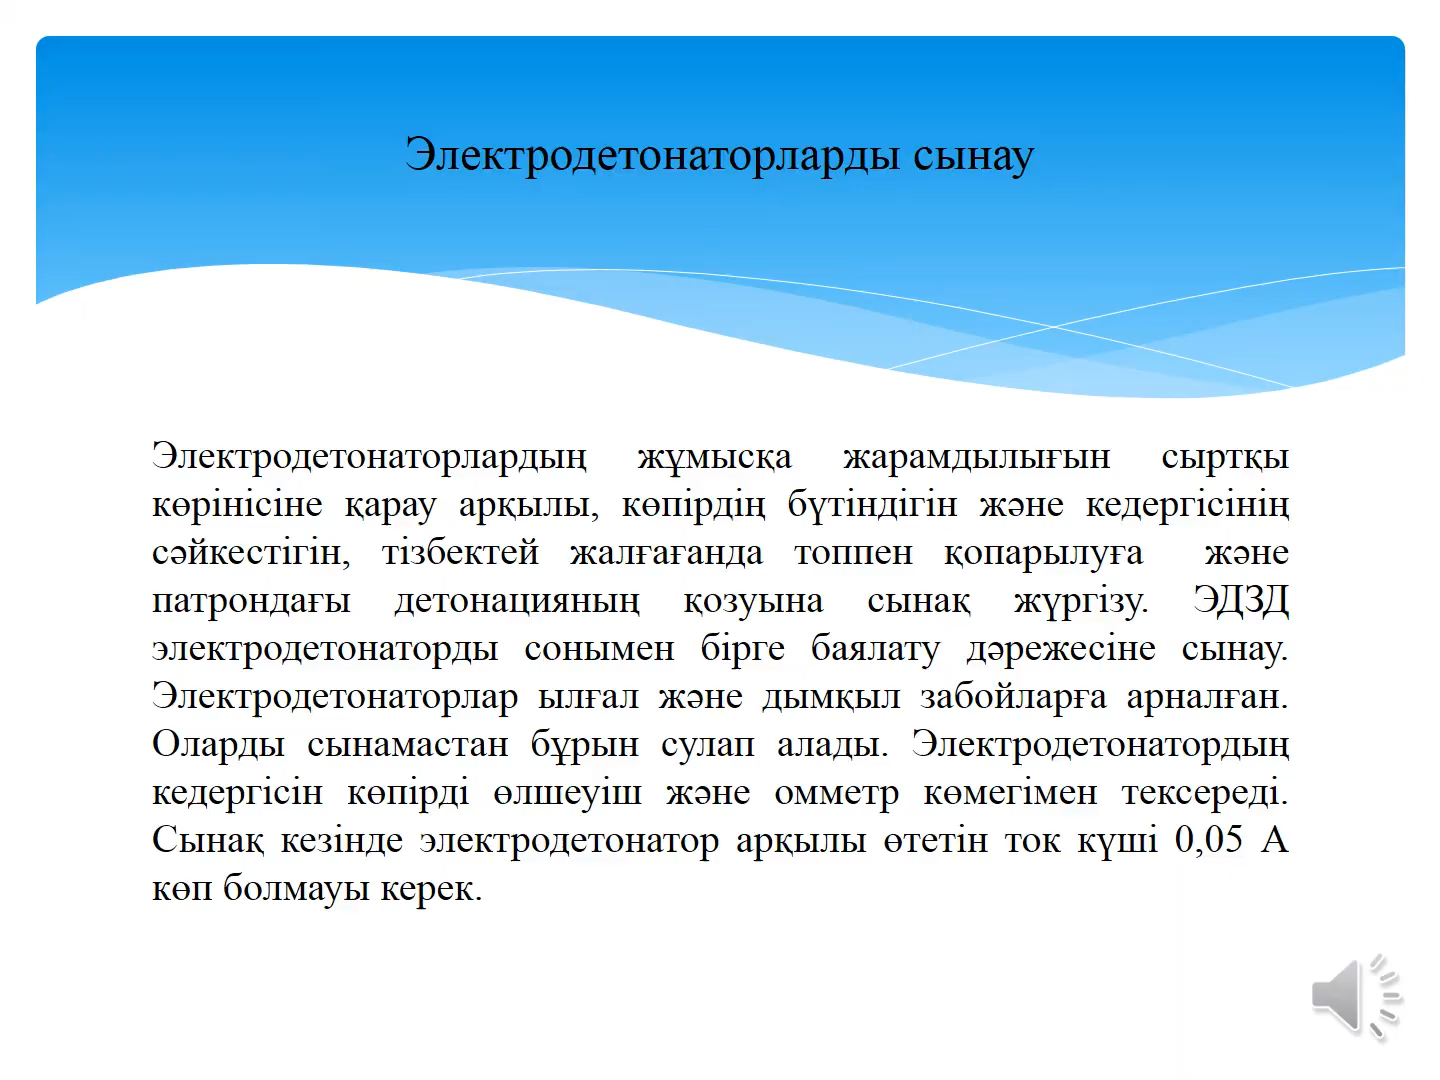 Электродетонаторларды сынау
Электродетонаторлардың жұмысқа жарамдылығын сыртқы
көрінісіне қарау арқылы, көпірдің бүтіндігін және кедергісінің
сәйкестігін, тізбектей жалғағанда топпен қопарылуға және
патрондағы детонацияның қозуына сынақ жүргізу. ЭДЗД
электродетонаторды сонымен бірге баялату дәрежесіне сынау.
Электродетонаторлар ылғал және дымқыл забойларға арналған.
Оларды сынамастан бұрын сулап алады. Электродетонатордың
кедергісін көпірді өлшеуіш және омметр көмегімен тексереді.
Сынақ кезінде электродетонатор арқылы өтетін ток күші 0,05 А
көп болмауы керек.